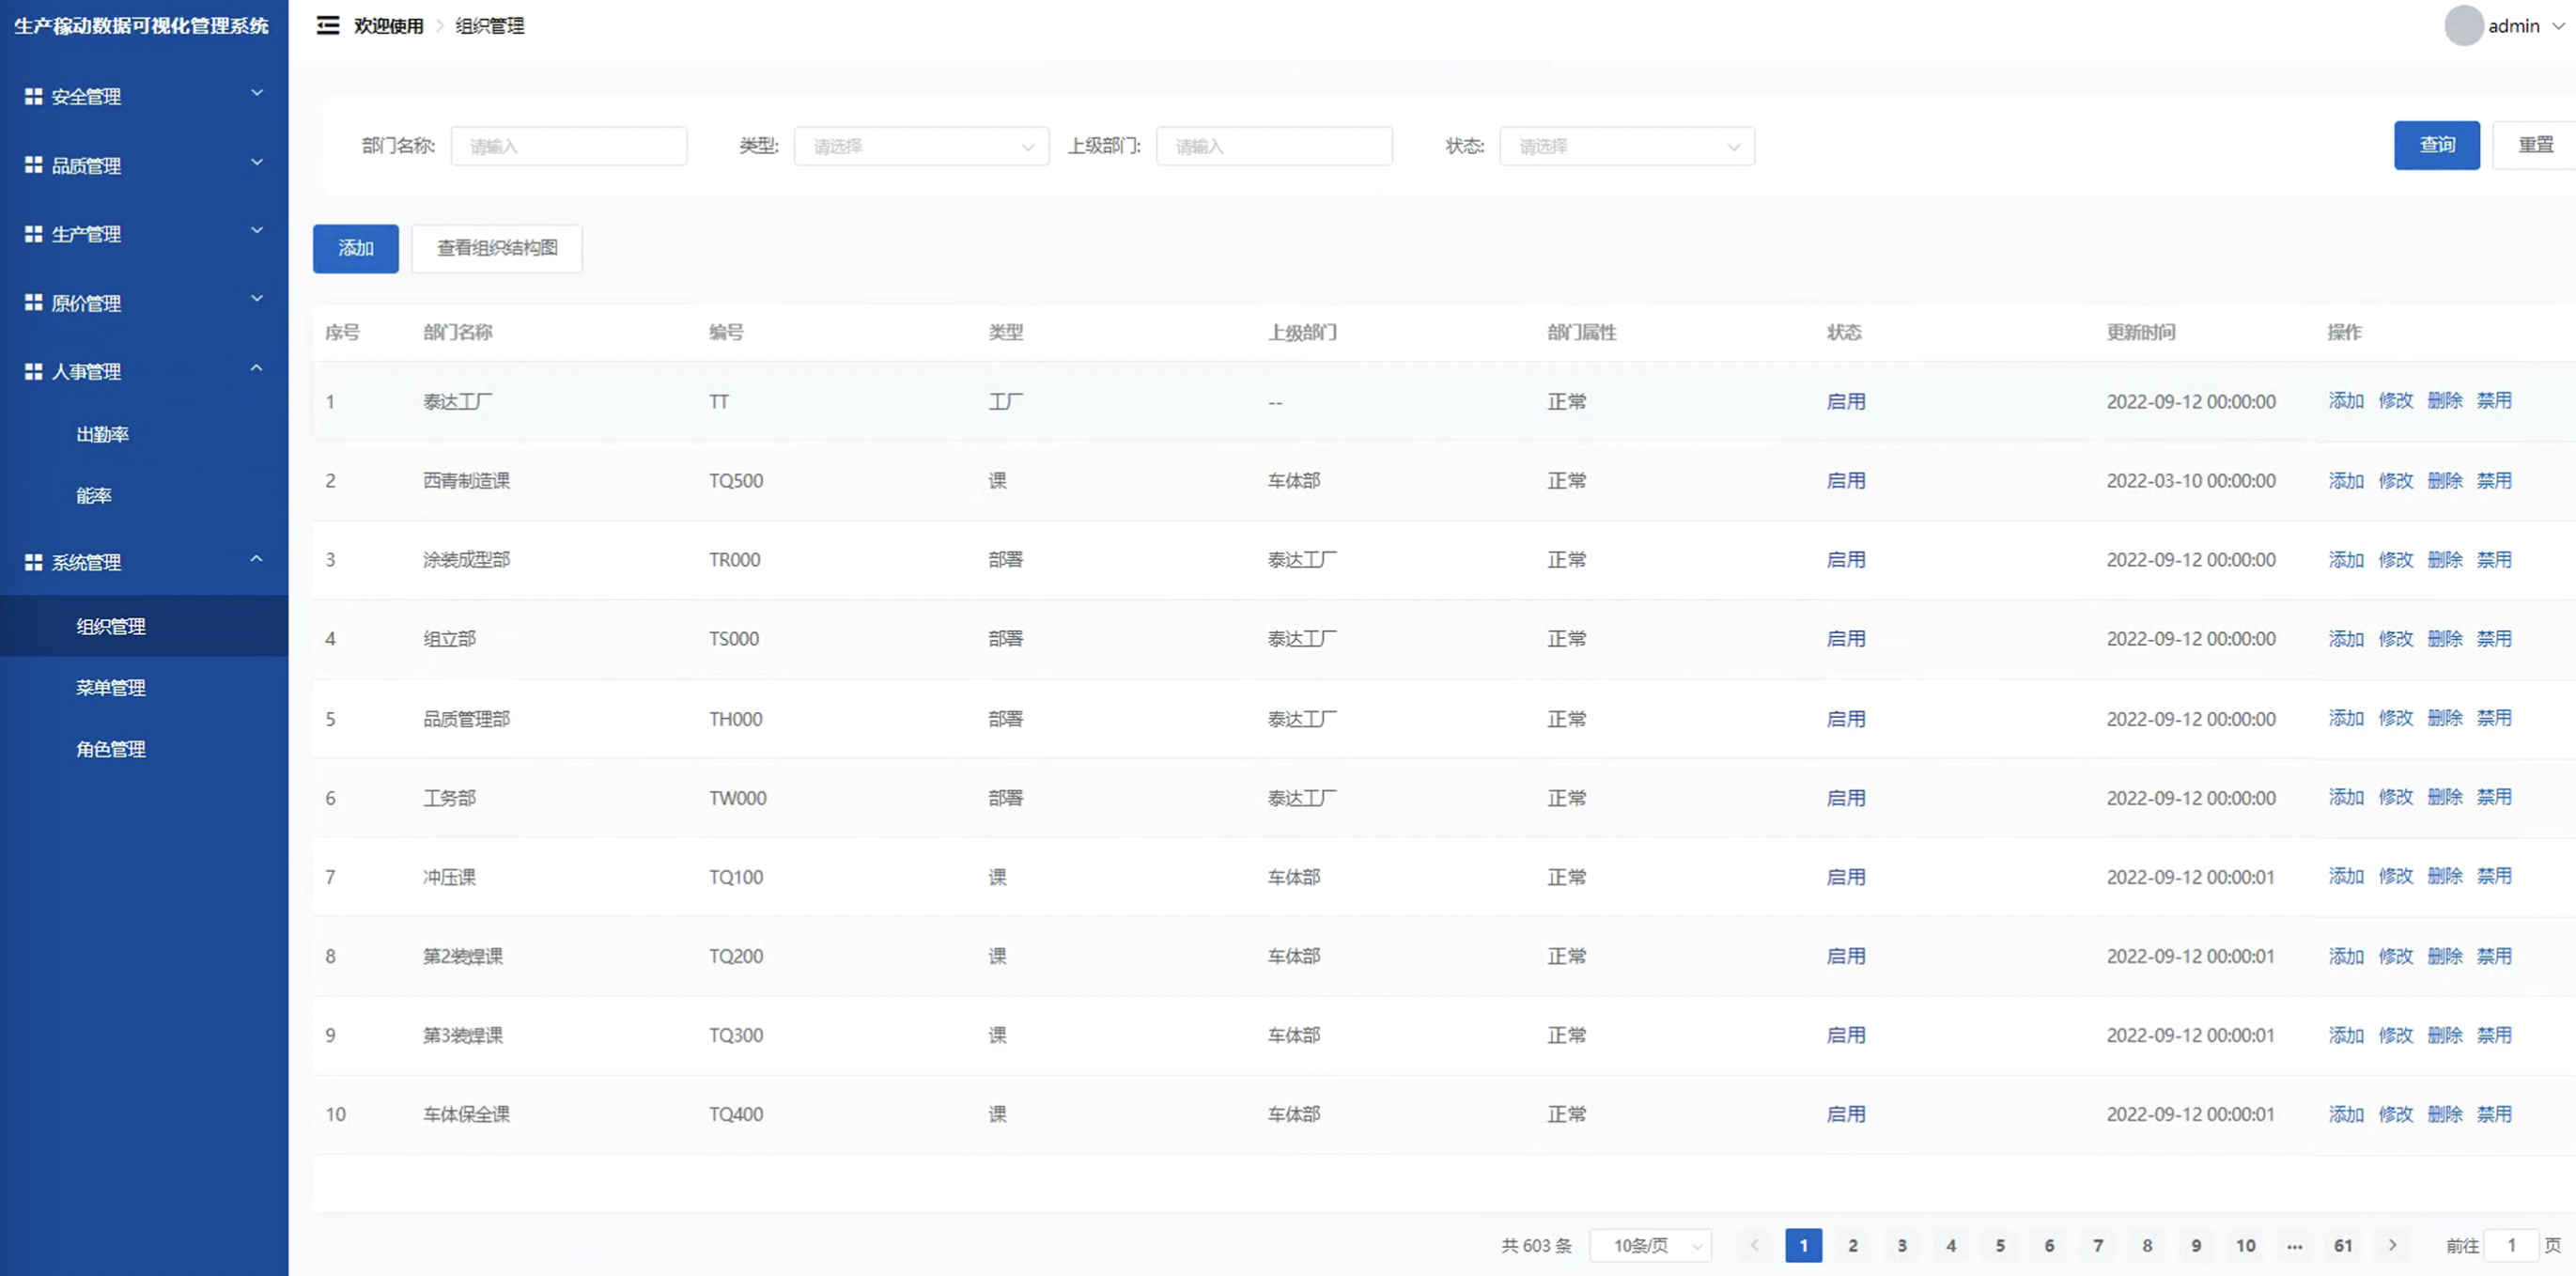 生产稼动数据可视化管理系统
欢迎使用 > 组织管理
admin
安全管理
品质管理
生产管理
原价管理
人事管理
出勤率
能率
系统管理
组织管理
菜单管理
角色管理
部门名称: 请输入 类型: 请选择 上级部门: 请输入 状态: 请选择 查询 重置
添加 查看组织结构图
序号 部门名称 编号 类型 上级部门 部门属性 状态 更新时间 操作
1 泰达工厂 TT 工厂 -- 正常 启用 2022-09-12 00:00:00 添加 修改 删除 禁用
2 西青制造课 TQ500 课 车体部 正常 启用 2022-03-10 00:00:00 添加 修改 删除 禁用
3 涂装成型部 TR000 部署 泰达工厂 正常 启用 2022-09-12 00:00:00 添加 修改 删除 禁用
4 组立部 TS000 部署 泰达工厂 正常 启用 2022-09-12 00:00:00 添加 修改 删除 禁用
5 品质管理部 TH000 部署 泰达工厂 正常 启用 2022-09-12 00:00:00 添加 修改 删除 禁用
6 工务部 TW000 部署 泰达工厂 正常 启用 2022-09-12 00:00:00 添加 修改 删除 禁用
7 冲压课 TQ100 课 车体部 正常 启用 2022-09-12 00:00:01 添加 修改 删除 禁用
8 第2装焊课 TQ200 课 车体部 正常 启用 2022-09-12 00:00:01 添加 修改 删除 禁用
9 第3装焊课 TQ300 课 车体部 正常 启用 2022-09-12 00:00:01 添加 修改 删除 禁用
10 车体保全课 TQ400 课 车体部 正常 启用 2022-09-12 00:00:01 添加 修改 删除 禁用
共 603 条 10条/页 < 1 2 3 4 5 6 7 8 9 10 ... 61 > 前往 1 页